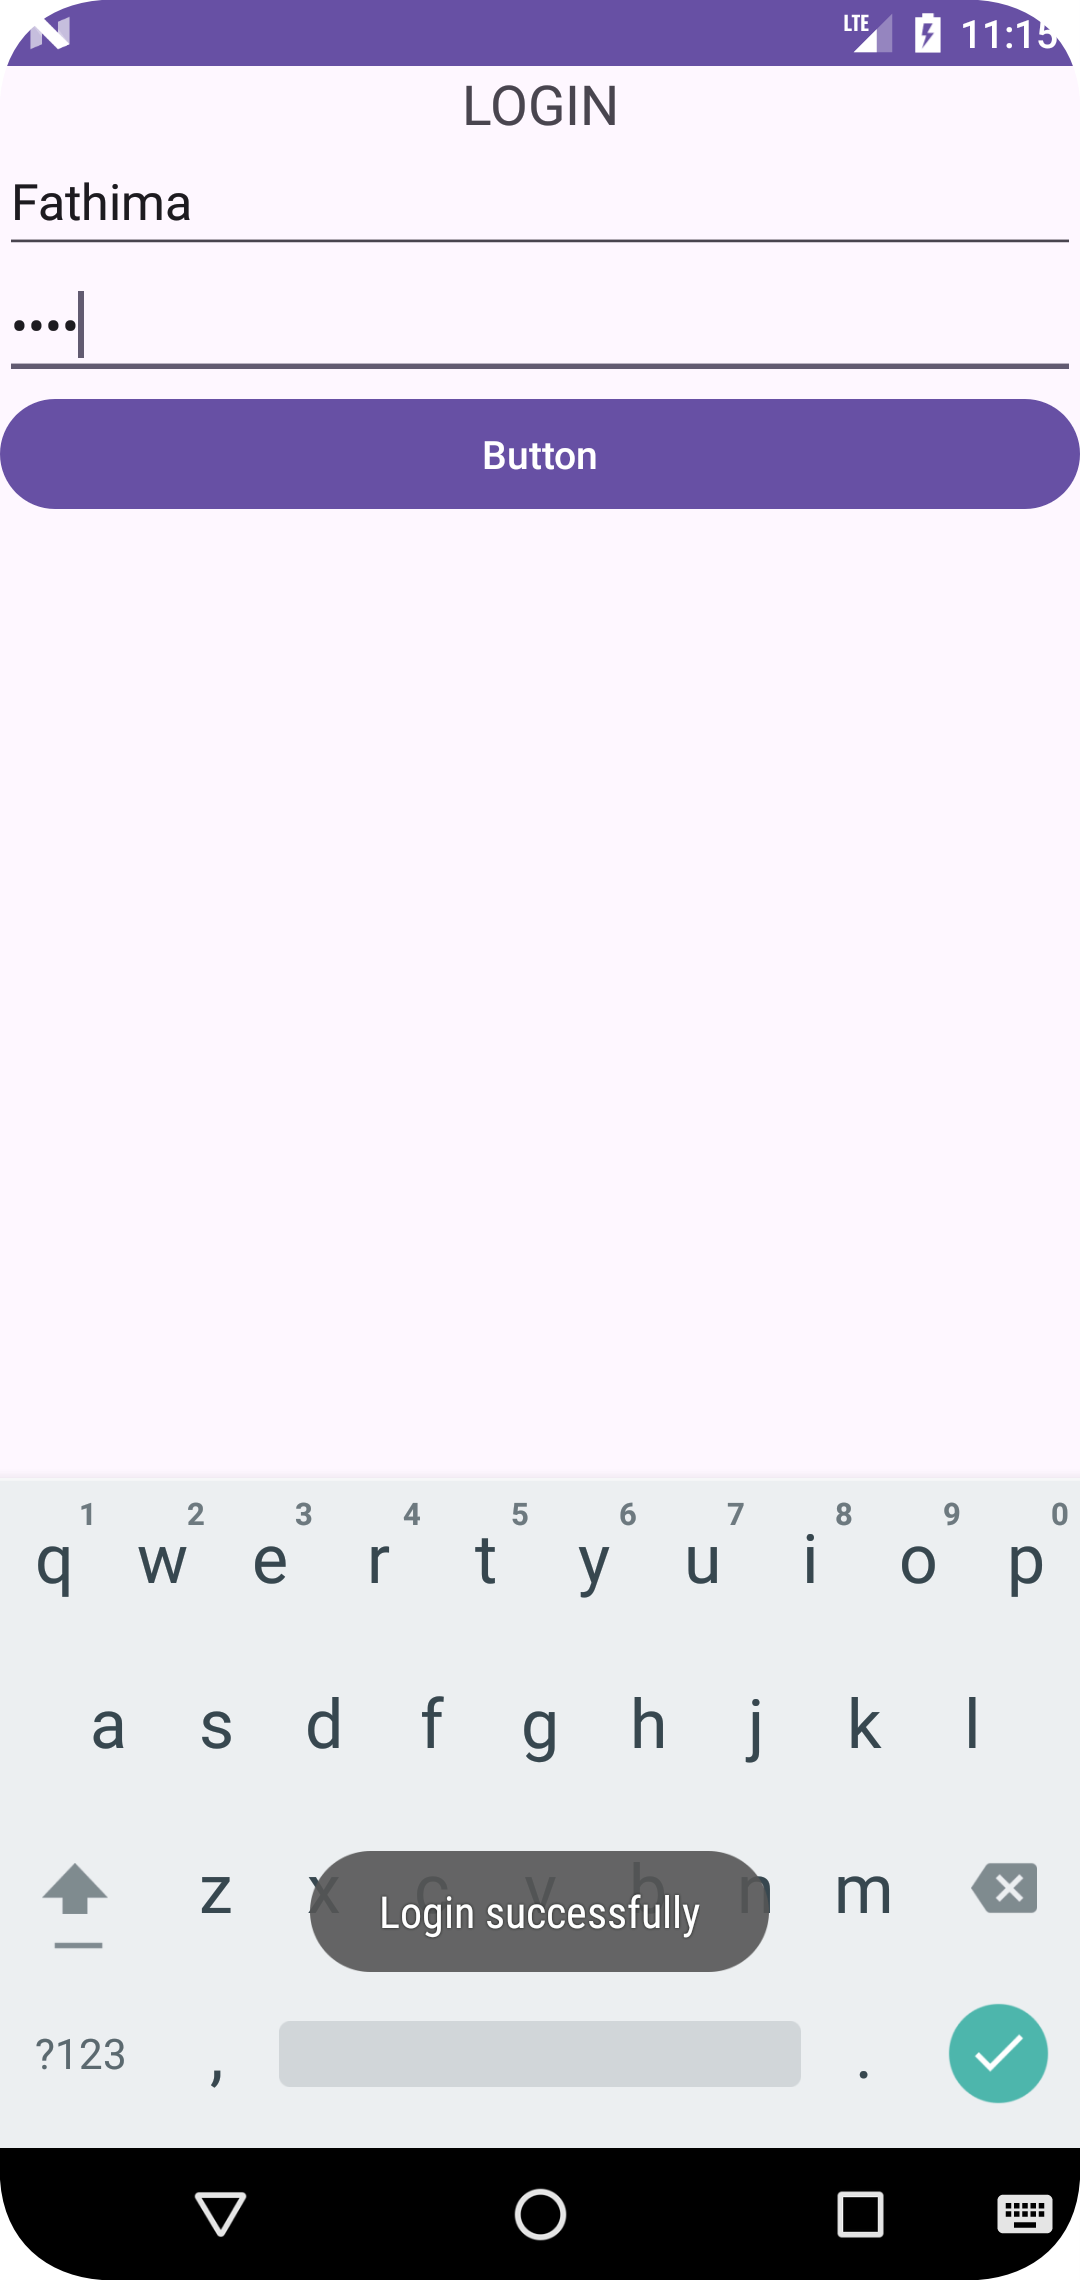 LTE 11:15
LOGIN
Fathima
••••
Button
1 2 3 4 5 6 7 8 9 0
q w e r t y u i o p
a s d f g h j k l
z x c v b n m
Login successfully
?123 , .